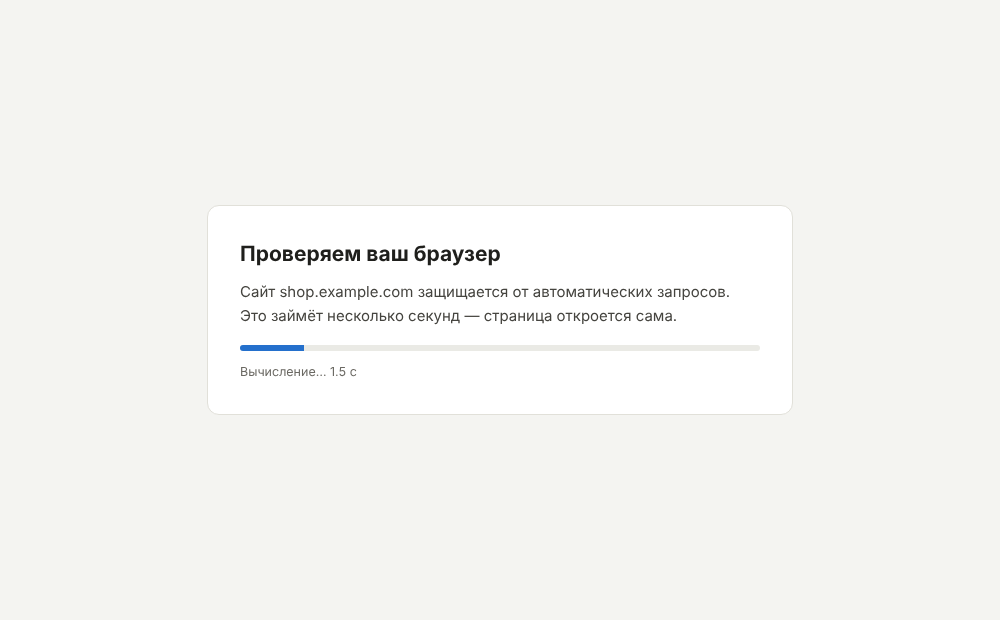 Проверяем ваш браузер
Сайт shop.example.com защищается от автоматических запросов.
Это займёт несколько секунд — страница откроется сама.
Вычисление… 1.5 с